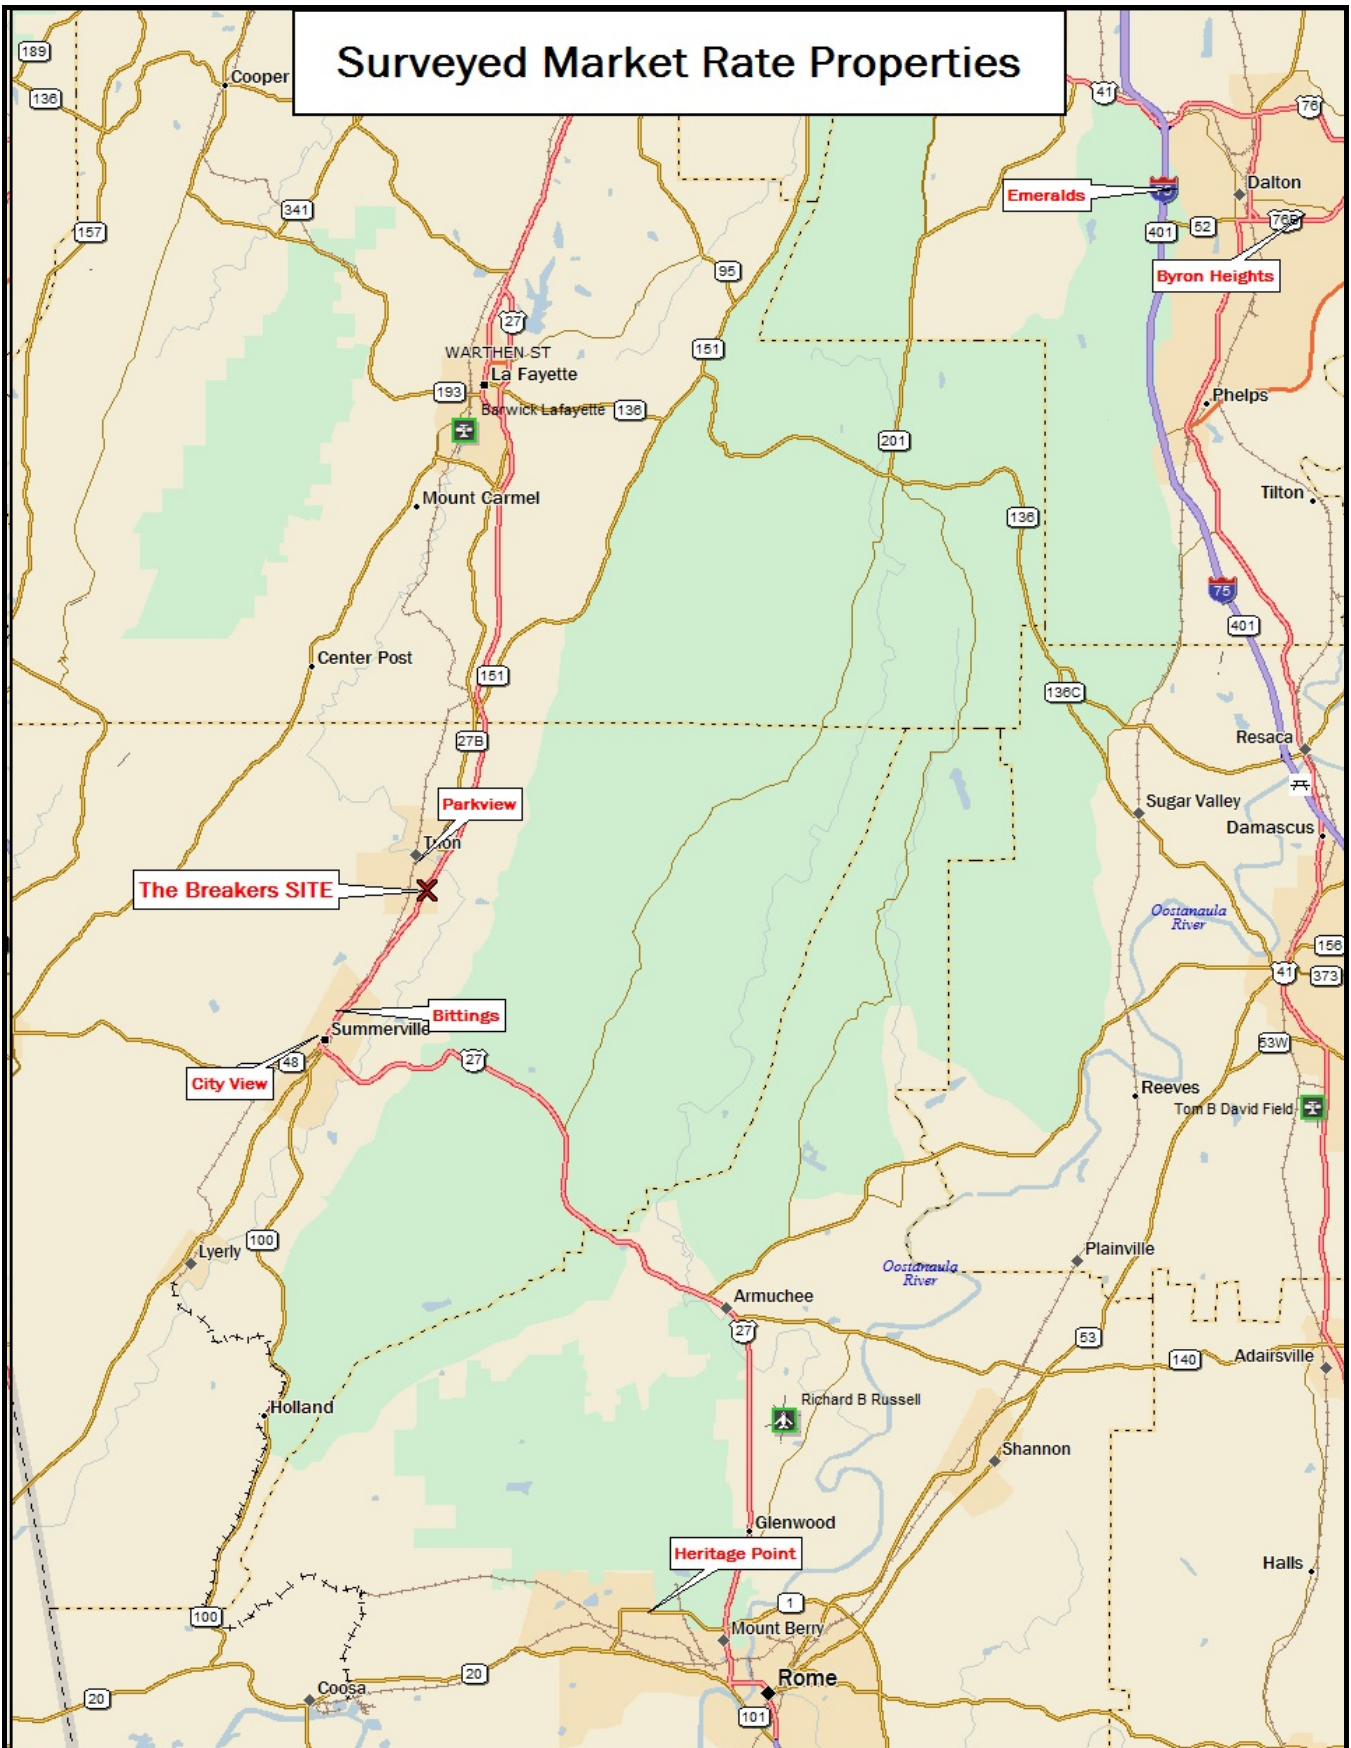 Surveyed Market Rate Properties
189
Cooper
136
41
76
Emeralds
Dalton
341
157
401
52
76B
95
Byron Heights
27
151
WARTHEN ST
La Fayette
193
Barwick Lafayette
136
Phelps
201
Mount Carmel
Tilton
136
75
401
Center Post
151
136C
27B
Resaca
Parkview
Sugar Valley
Damascus
The Breakers SITE
Oostanaula
River
156
41
373
Bittings
Summerville
53W
48
27
City View
Reeves
Tom B David Field
100
Lyerly
Plainville
Oostanaula
River
Armuchee
27
53
140
Adairsville
Richard B Russell
Holland
Shannon
Glenwood
Heritage Point
Halls
1
100
Mount Berry
20
Rome
Coosa
20
101